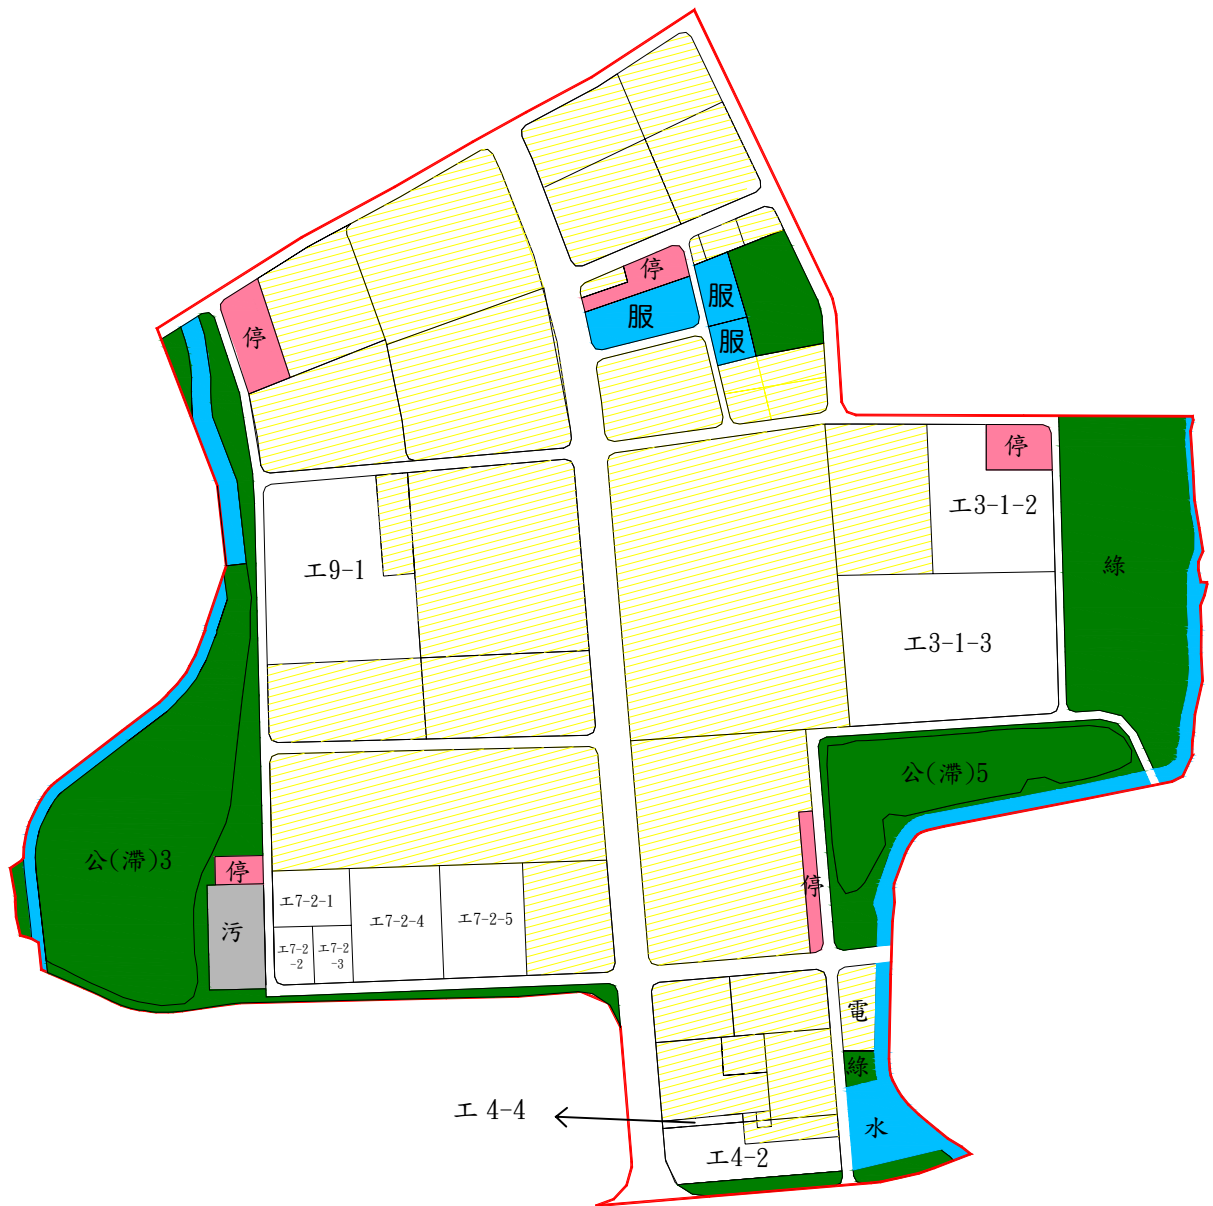 停
服
服
服
停
停
工3-1-2
工9-1
綠
工3-1-3
公(滯)5
公(滯)3
停
停
工7-2-1
工7-2-4
工7-2-5
污
工7-2
-2
工7-2
-3
電
綠
工 4-4
水
工4-2